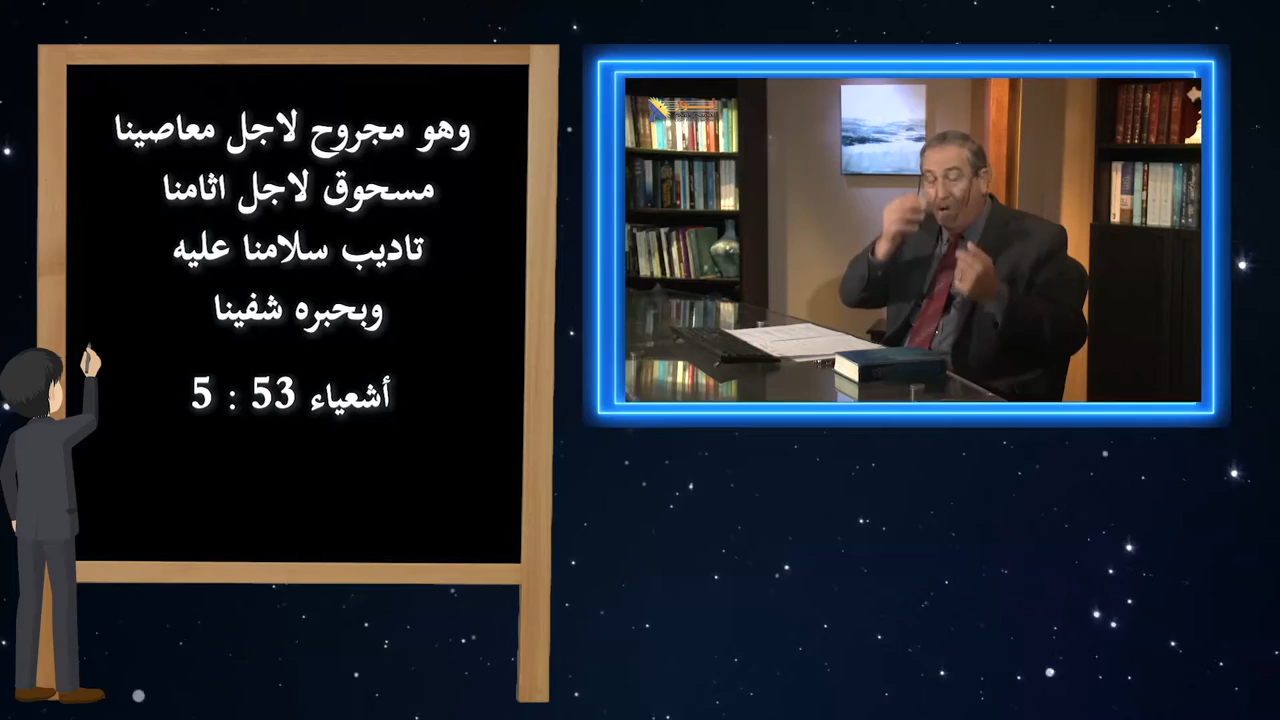 وهو مجروح لاجل معاصينا
مسحوق لاجل اثامنا
تاديب سلامنا عليه
وبحبره شفينا
أشعياء 53 : 5